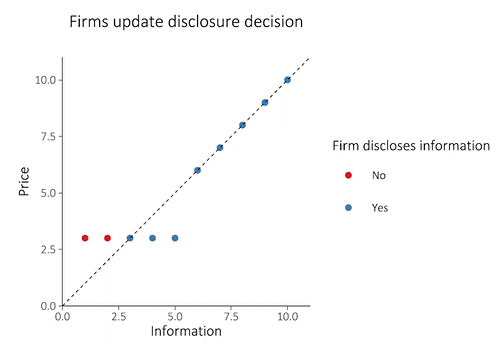 Firms update disclosure decision
10.0
7.5
5.0
2.5
0.0
Price
0.0 2.5 5.0 7.5 10.0
Information
Firm discloses information
No
Yes